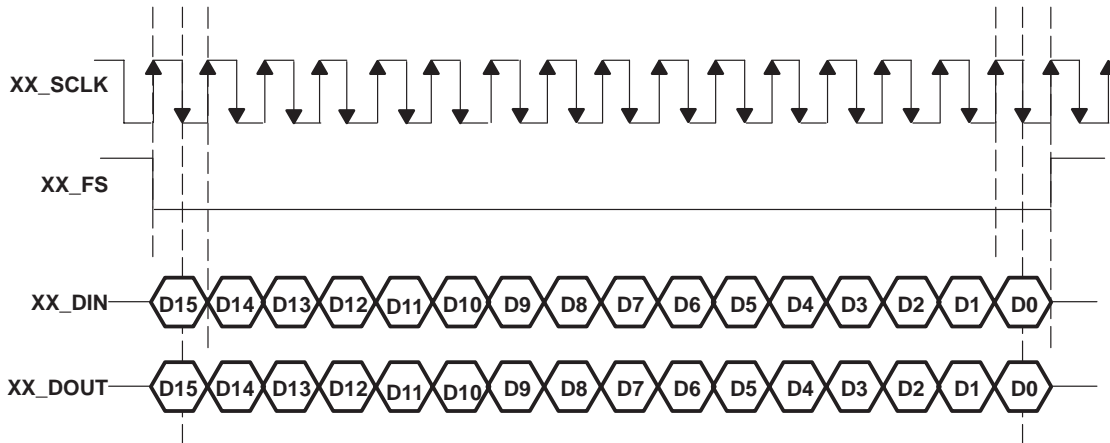 XX_SCLK
XX_FS
XX_DIN D15 D14 D13 D12 D11 D10 D9 D8 D7 D6 D5 D4 D3 D2 D1 D0
XX_DOUT D15 D14 D13 D12 D11 D10 D9 D8 D7 D6 D5 D4 D3 D2 D1 D0